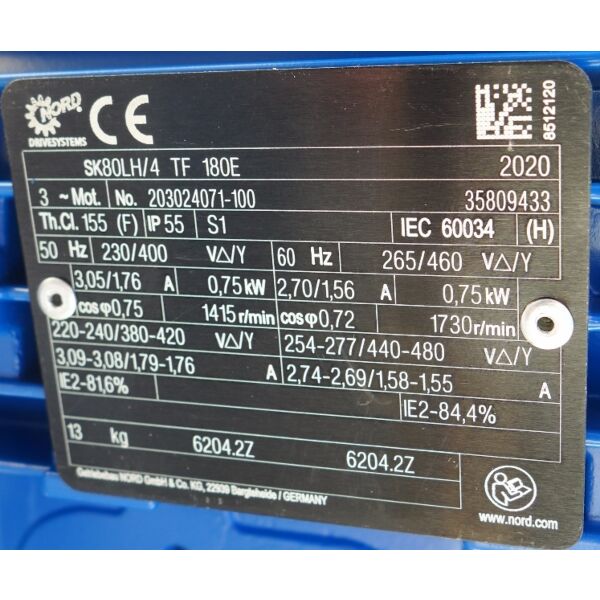 NORD
DRIVESYSTEMS
CE
8512120
SK80LH/4 TF 180E 2020
3 ~Mot. No. 203024071-100 35809433
Th.Cl. 155 (F) IP 55 S1 IEC 60034 (H)
50 Hz 230/400 V△/Y 60 Hz 265/460 V△/Y
3,05/1,76 A 0,75 kW 2,70/1,56 A 0,75 kW
cosφ 0,75 1415 r/min cosφ 0,72 1730 r/min
220-240/380-420 V△/Y 254-277/440-480 V△/Y
3,09-3,08/1,79-1,76 A 2,74-2,69/1,58-1,55 A
IE2-81,6% IE2-84,4%
13 kg 6204.2Z 6204.2Z
Getriebebau NORD GmbH & Co. KG, 22939 Bargteheide / GERMANY
www.nord.com